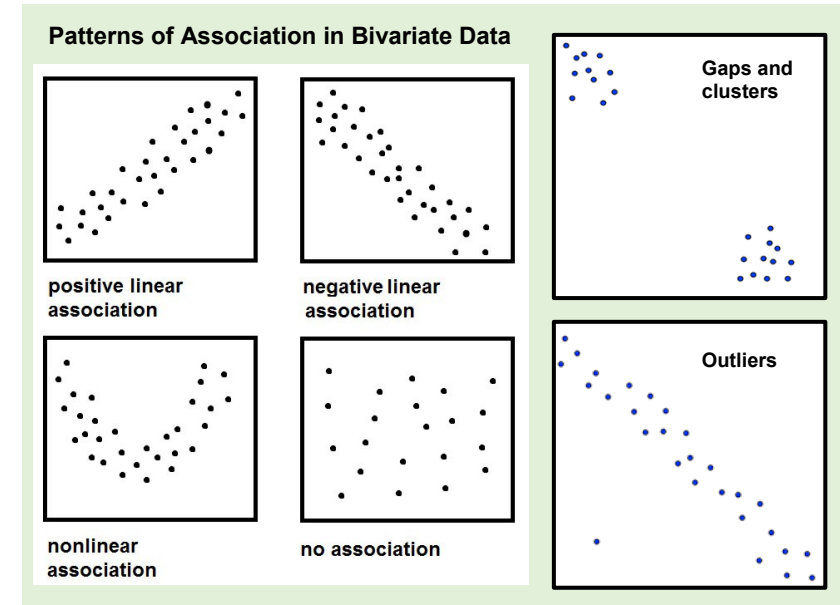 Patterns of Association in Bivariate Data
positive linear
association
negative linear
association
nonlinear
association
no association
Gaps and
clusters
Outliers